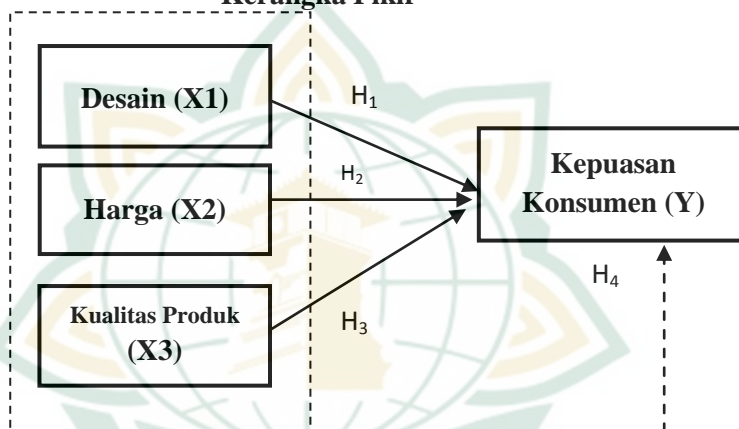 Kerangka Pikir
Desain (X1)
H1
Harga (X2)
H2
Kepuasan
Konsumen (Y)
Kualitas Produk
(X3)
H3
H4